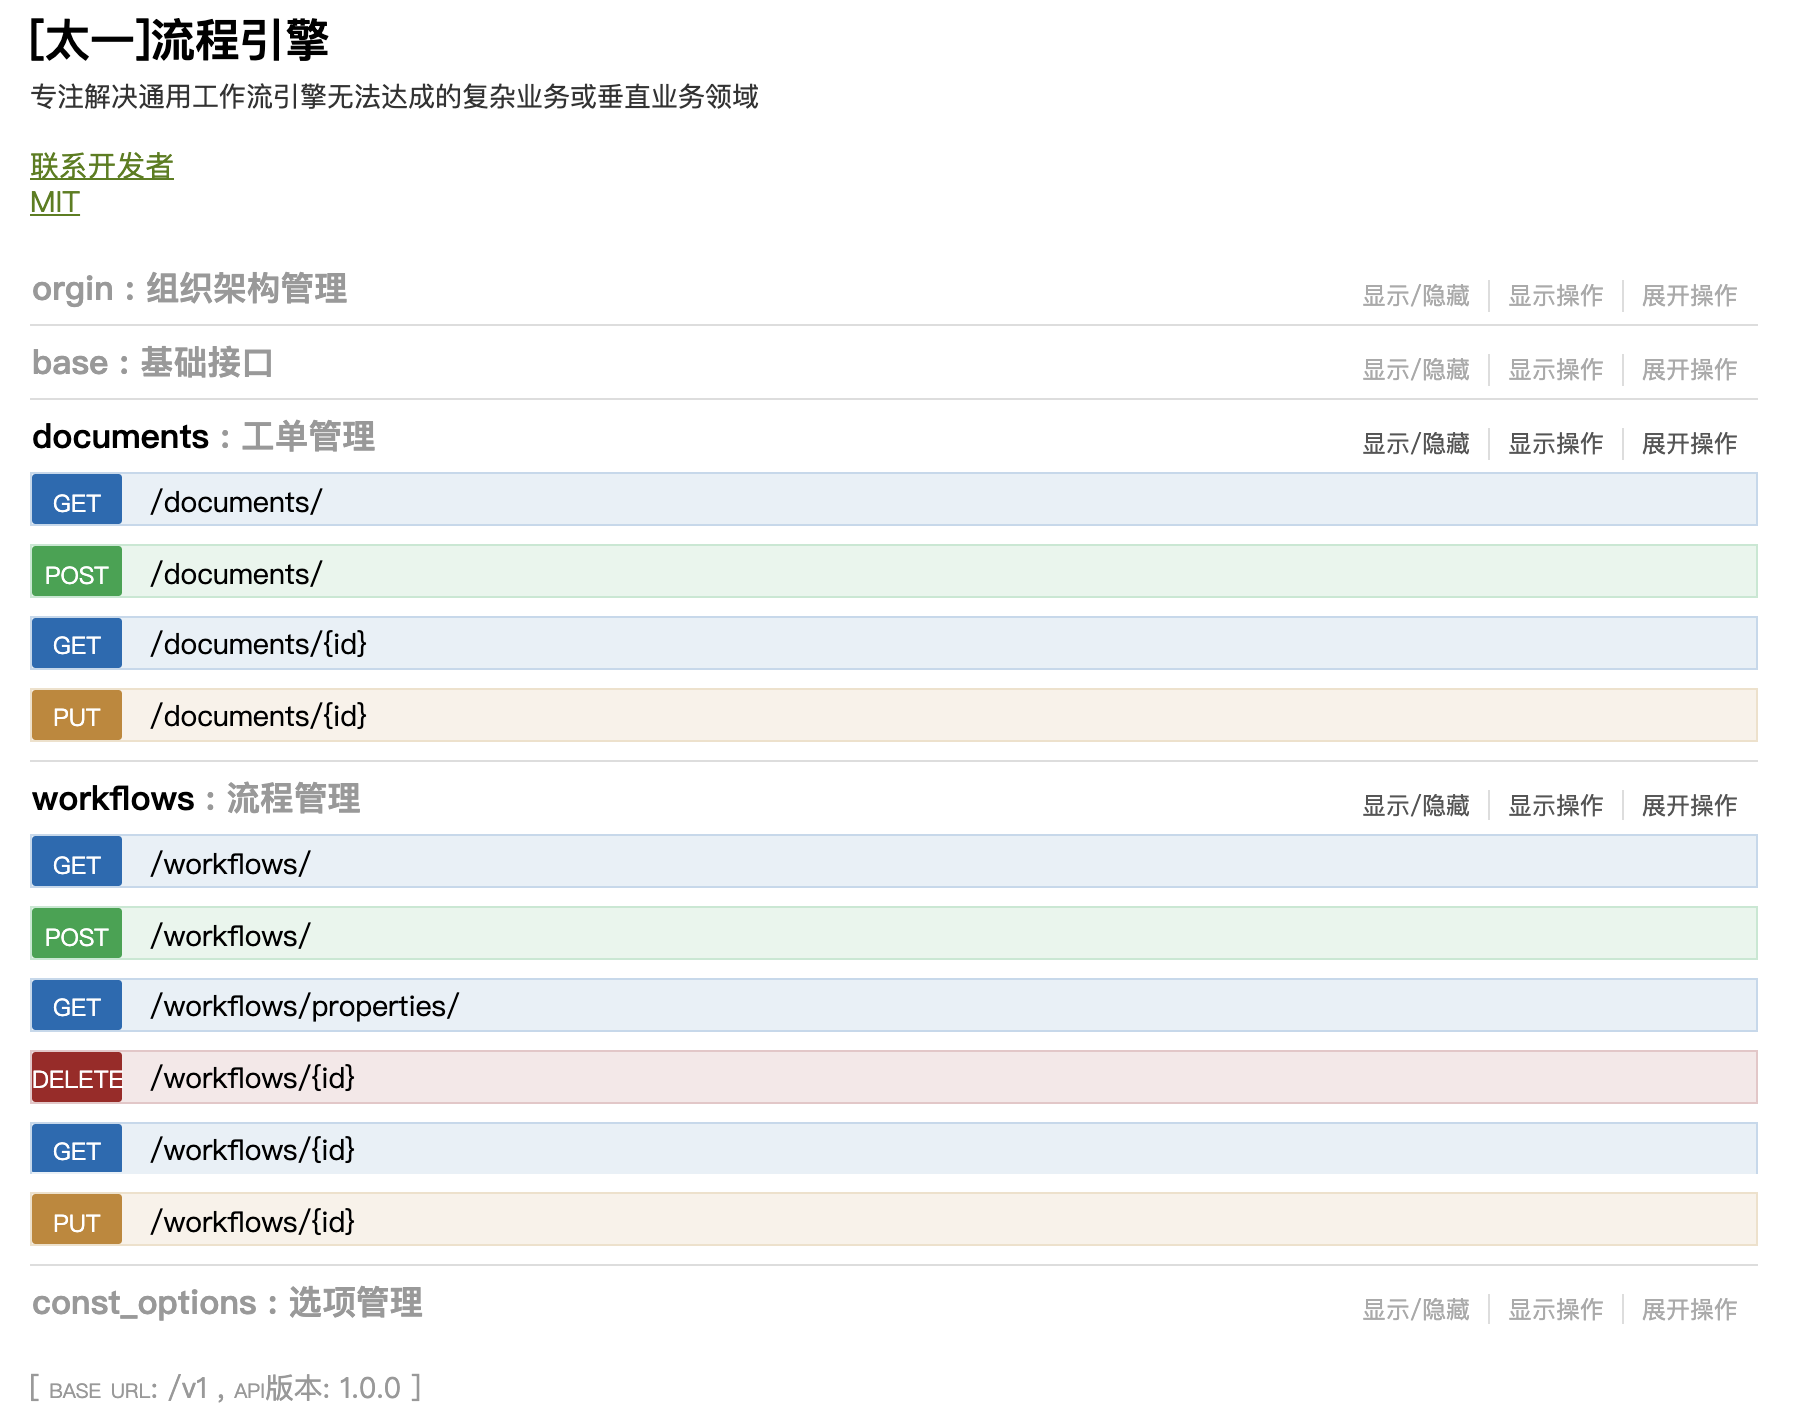 [太一]流程引擎
专注解决通用工作流引擎无法达成的复杂业务或垂直业务领域
联系开发者
MIT
orgin : 组织架构管理 显示/隐藏 显示操作 展开操作
base : 基础接口 显示/隐藏 显示操作 展开操作
documents : 工单管理 显示/隐藏 显示操作 展开操作
GET /documents/
POST /documents/
GET /documents/{id}
PUT /documents/{id}
workflows : 流程管理 显示/隐藏 显示操作 展开操作
GET /workflows/
POST /workflows/
GET /workflows/properties/
DELETE /workflows/{id}
GET /workflows/{id}
PUT /workflows/{id}
const_options : 选项管理 显示/隐藏 显示操作 展开操作
[ BASE URL: /v1 , API版本: 1.0.0 ]